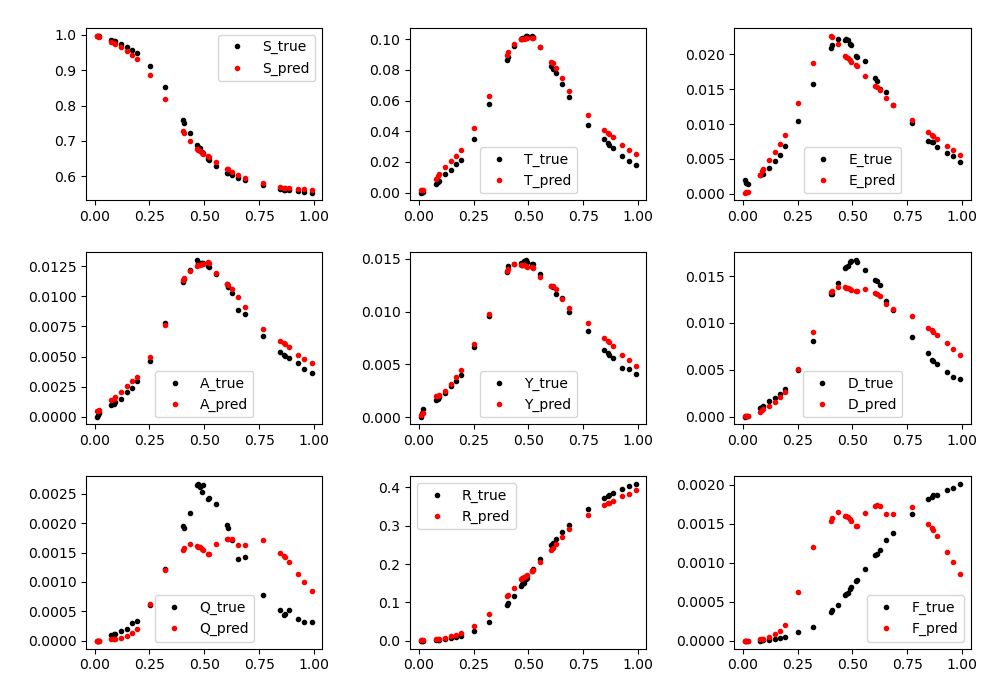 1.0
0.9
0.8
0.7
0.6
S_true
S_pred
0.00 0.25 0.50 0.75 1.00
0.10
0.08
0.06
0.04
0.02
0.00
T_true
T_pred
0.00 0.25 0.50 0.75 1.00
0.020
0.015
0.010
0.005
0.000
E_true
E_pred
0.00 0.25 0.50 0.75 1.00
0.0125
0.0100
0.0075
0.0050
0.0025
0.0000
A_true
A_pred
0.00 0.25 0.50 0.75 1.00
0.015
0.010
0.005
0.000
Y_true
Y_pred
0.00 0.25 0.50 0.75 1.00
0.015
0.010
0.005
0.000
D_true
D_pred
0.00 0.25 0.50 0.75 1.00
0.0025
0.0020
0.0015
0.0010
0.0005
0.0000
Q_true
Q_pred
0.00 0.25 0.50 0.75 1.00
0.4
0.3
0.2
0.1
0.0
R_true
R_pred
0.00 0.25 0.50 0.75 1.00
0.0020
0.0015
0.0010
0.0005
0.0000
F_true
F_pred
0.00 0.25 0.50 0.75 1.00